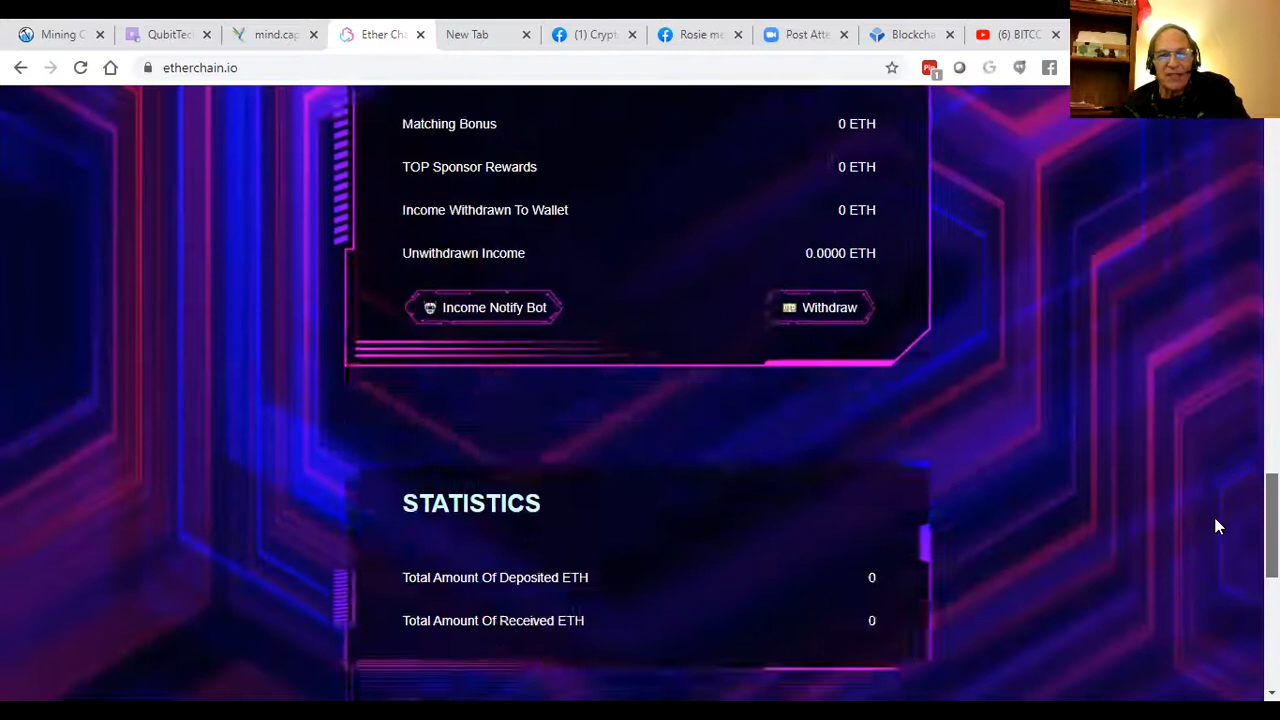 Mining C
QubitTec
mind.cap
Ether Cha
New Tab
(1) Crypt
Rosie me
Post Atte
Blockcha
(6) BITCC
etherchain.io
1
Matching Bonus 0 ETH
TOP Sponsor Rewards 0 ETH
Income Withdrawn To Wallet 0 ETH
Unwithdrawn Income 0.0000 ETH
Income Notify Bot Withdraw
STATISTICS
Total Amount Of Deposited ETH 0
Total Amount Of Received ETH 0